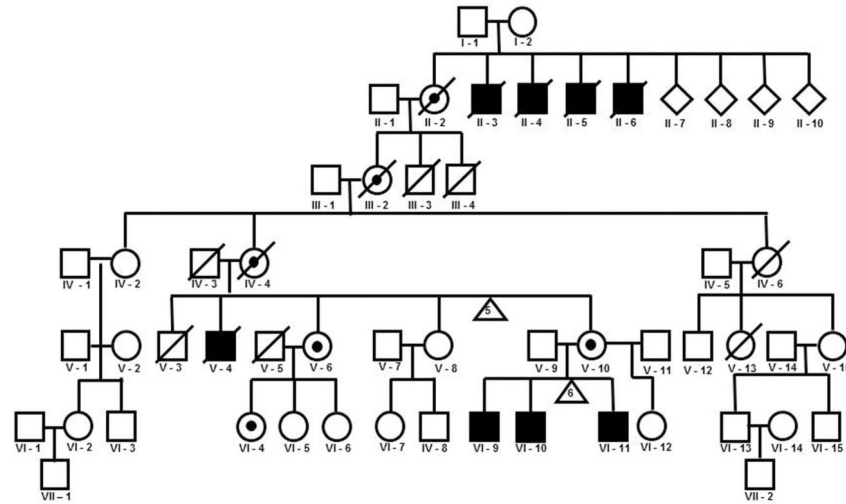 I - 1 I - 2
II - 1 II - 2 II - 3 II - 4 II - 5 II - 6 II - 7 II - 8 II - 9 II - 10
III - 1 III - 2 III - 3 III - 4
IV - 1 IV - 2 IV - 3 IV - 4 IV - 5 IV - 6
5
V - 1 V - 2 V - 3 V - 4 V - 5 V - 6 V - 7 V - 8 V - 9 V - 10 V - 11 V - 12 V - 13 V - 14 V - 15
6
VI - 1 VI - 2 VI - 3 VI - 4 VI - 5 VI - 6 VI - 7 IV - 8 VI - 9 VI - 10 VI - 11 VI - 12 VI - 13 VI - 14 VI - 15
VII – 1 VII - 2